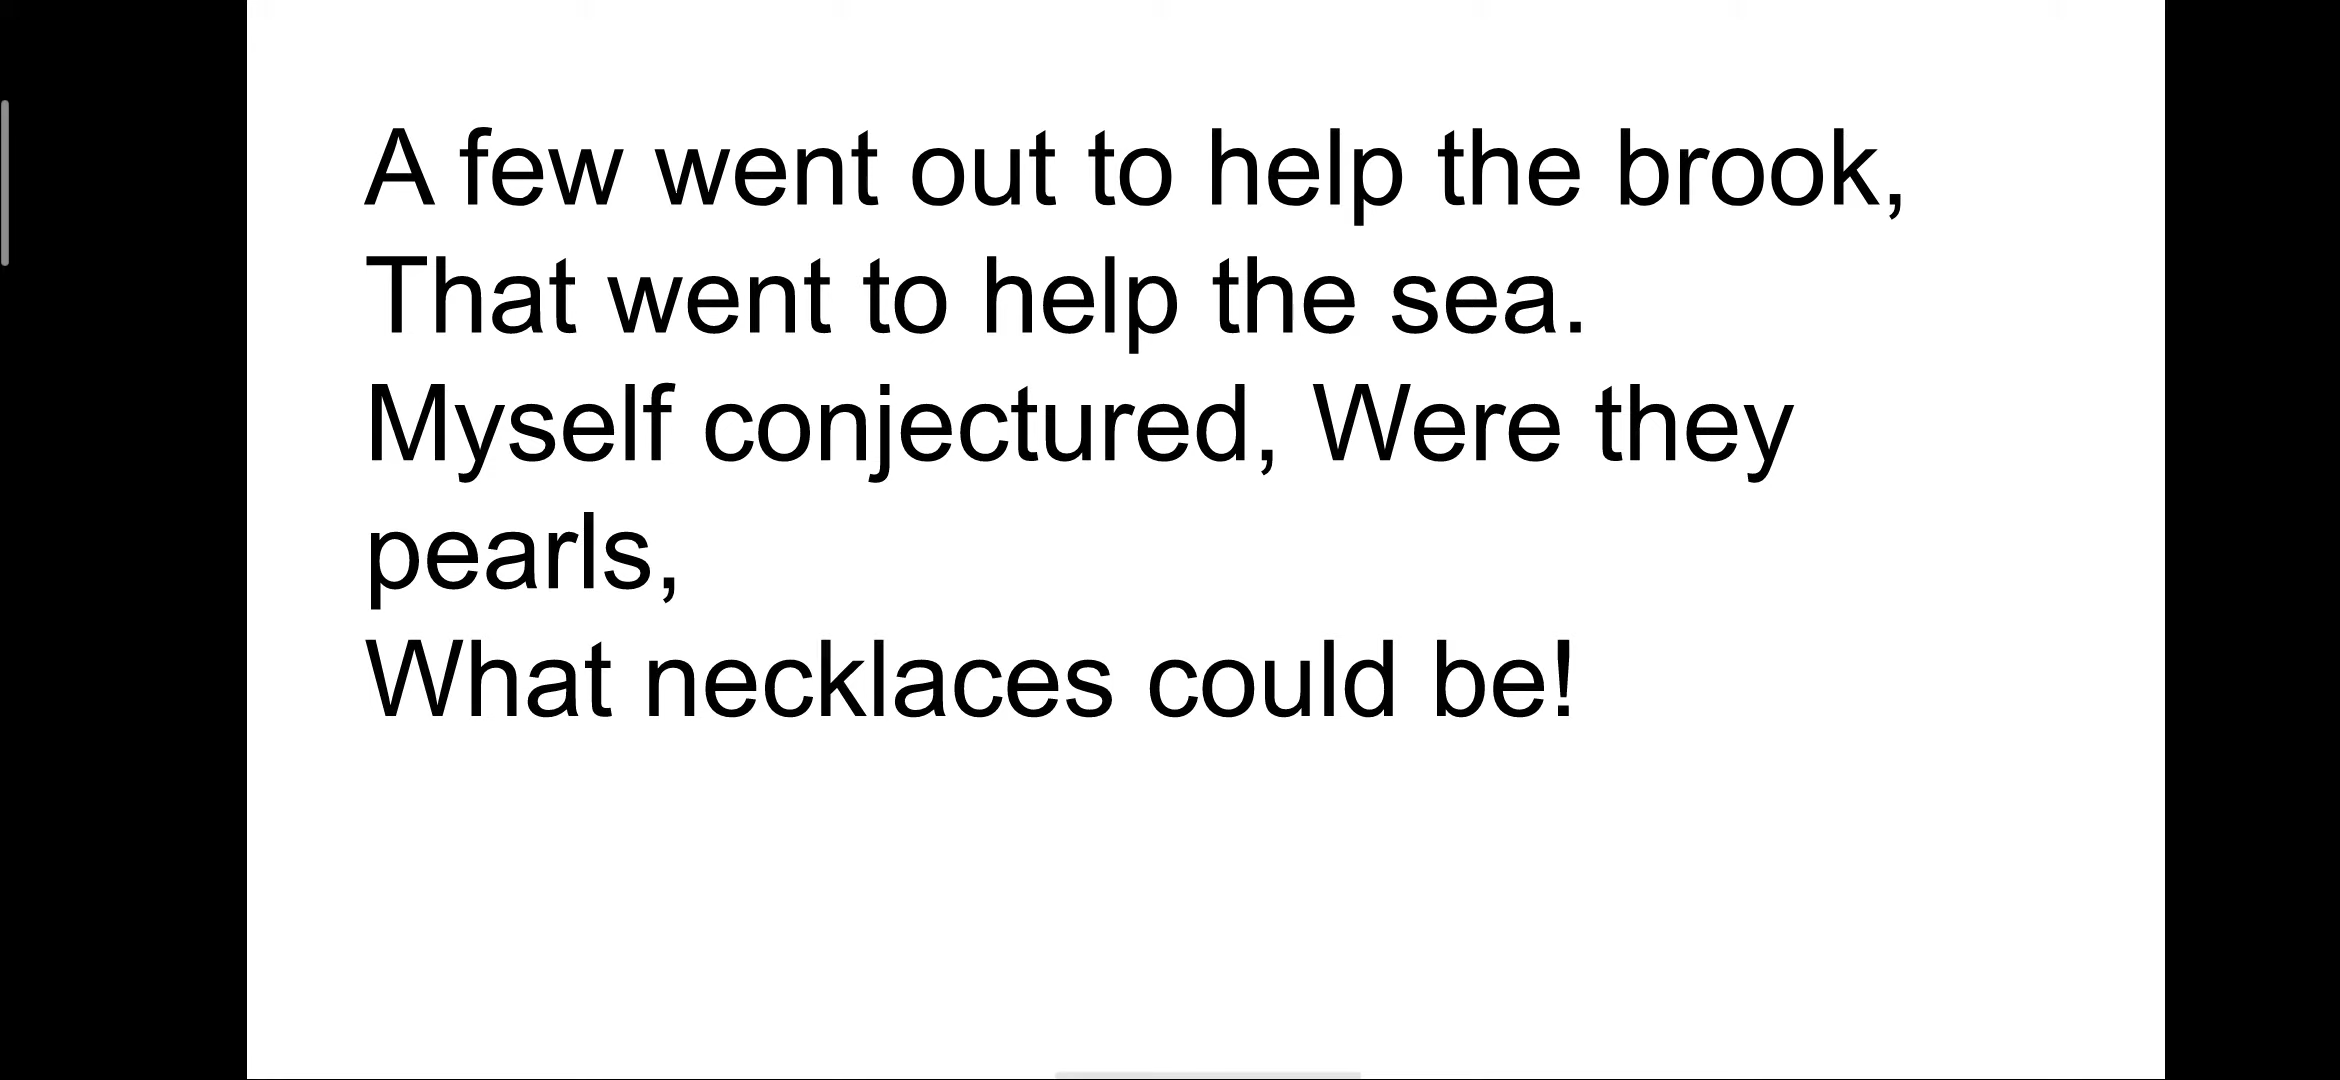 A few went out to help the brook,
That went to help the sea.
Myself conjectured, Were they
pearls,
What necklaces could be!